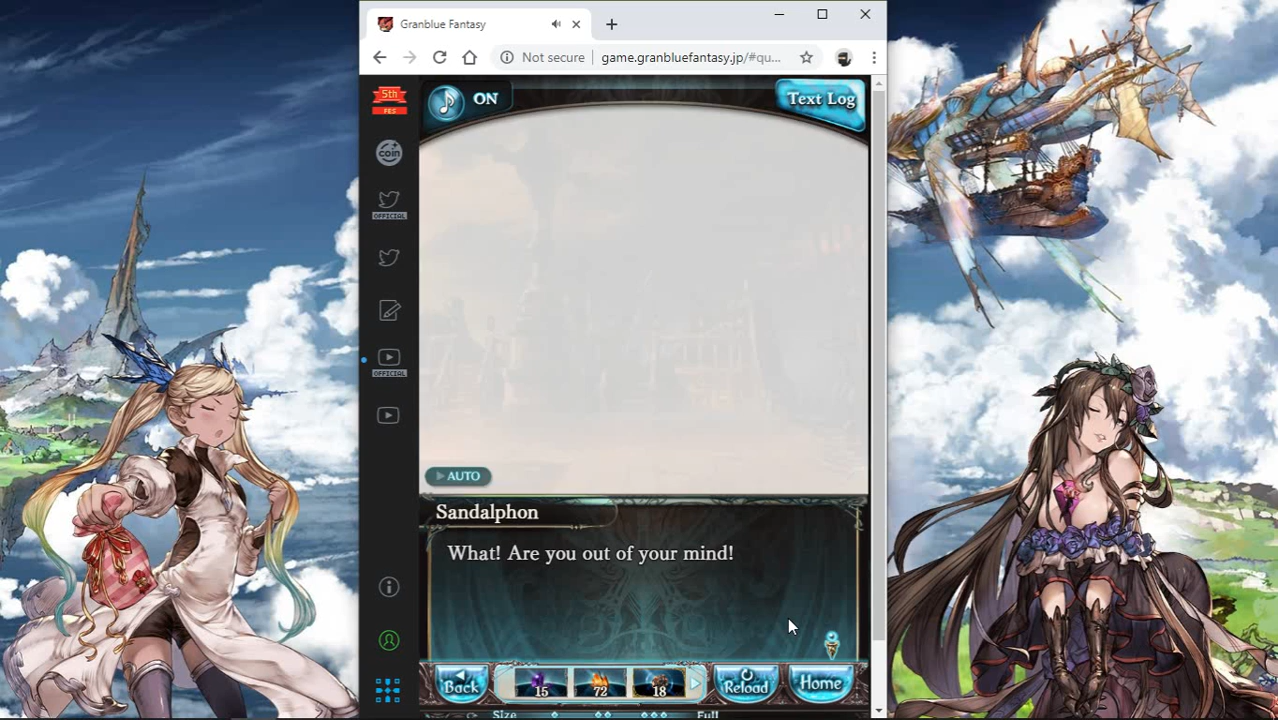 Granblue Fantasy
Not secure
game.granbluefantasy.jp/#qu...
5th
FES
ON
Text Log
coin
OFFICIAL
OFFICIAL
AUTO
Sandalphon
What! Are you out of your mind!
Back
15
72
18
Reload
Home
Size
Full